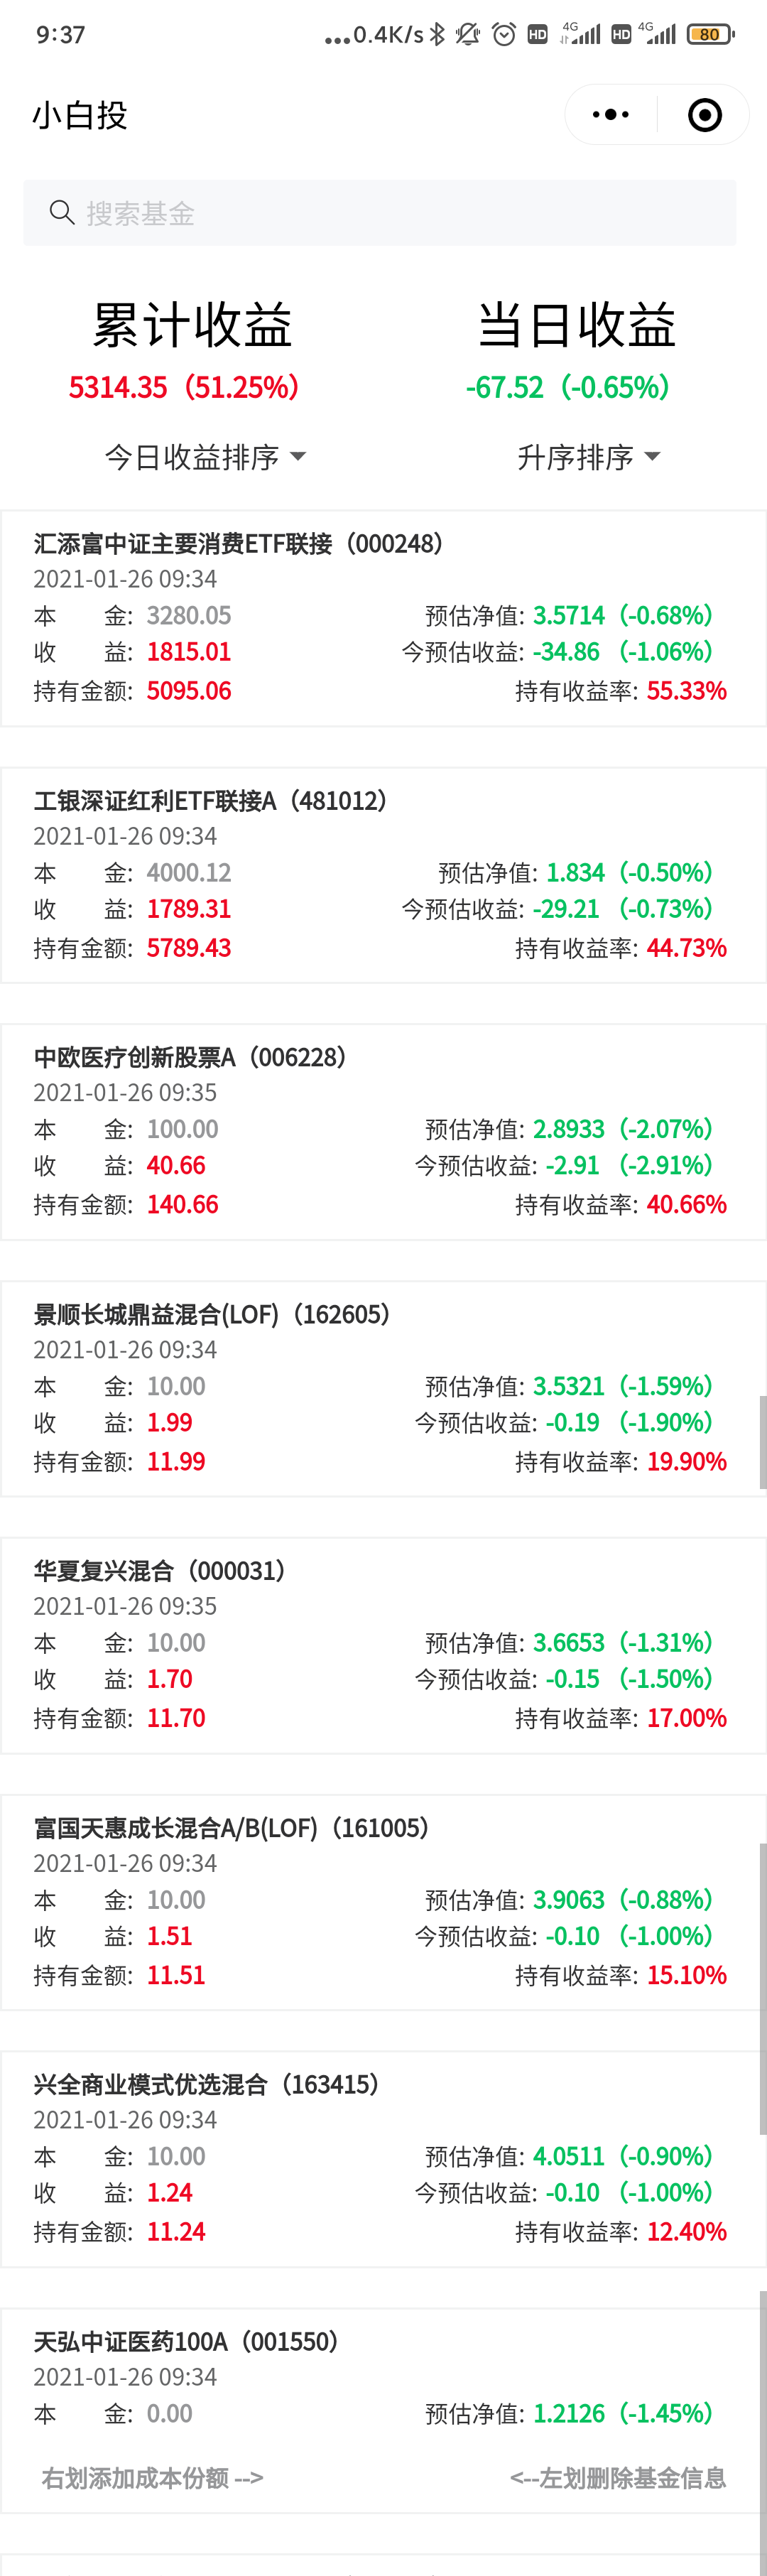 9:37 ...0.4K/s HD 4G HD 4G 80
小白投
搜索基金
累计收益 当日收益
5314.35（51.25%） -67.52（-0.65%）
今日收益排序 升序排序
汇添富中证主要消费ETF联接（000248）
2021-01-26 09:34
本 金: 3280.05 预估净值: 3.5714（-0.68%）
收 益: 1815.01 今预估收益: -34.86 （-1.06%）
持有金额: 5095.06 持有收益率: 55.33%
工银深证红利ETF联接A（481012）
2021-01-26 09:34
本 金: 4000.12 预估净值: 1.834（-0.50%）
收 益: 1789.31 今预估收益: -29.21 （-0.73%）
持有金额: 5789.43 持有收益率: 44.73%
中欧医疗创新股票A（006228）
2021-01-26 09:35
本 金: 100.00 预估净值: 2.8933（-2.07%）
收 益: 40.66 今预估收益: -2.91 （-2.91%）
持有金额: 140.66 持有收益率: 40.66%
景顺长城鼎益混合(LOF)（162605）
2021-01-26 09:34
本 金: 10.00 预估净值: 3.5321（-1.59%）
收 益: 1.99 今预估收益: -0.19 （-1.90%）
持有金额: 11.99 持有收益率: 19.90%
华夏复兴混合（000031）
2021-01-26 09:35
本 金: 10.00 预估净值: 3.6653（-1.31%）
收 益: 1.70 今预估收益: -0.15 （-1.50%）
持有金额: 11.70 持有收益率: 17.00%
富国天惠成长混合A/B(LOF)（161005）
2021-01-26 09:34
本 金: 10.00 预估净值: 3.9063（-0.88%）
收 益: 1.51 今预估收益: -0.10 （-1.00%）
持有金额: 11.51 持有收益率: 15.10%
兴全商业模式优选混合（163415）
2021-01-26 09:34
本 金: 10.00 预估净值: 4.0511（-0.90%）
收 益: 1.24 今预估收益: -0.10 （-1.00%）
持有金额: 11.24 持有收益率: 12.40%
天弘中证医药100A（001550）
2021-01-26 09:34
本 金: 0.00 预估净值: 1.2126（-1.45%）
右划添加成本份额 --> <--左划删除基金信息